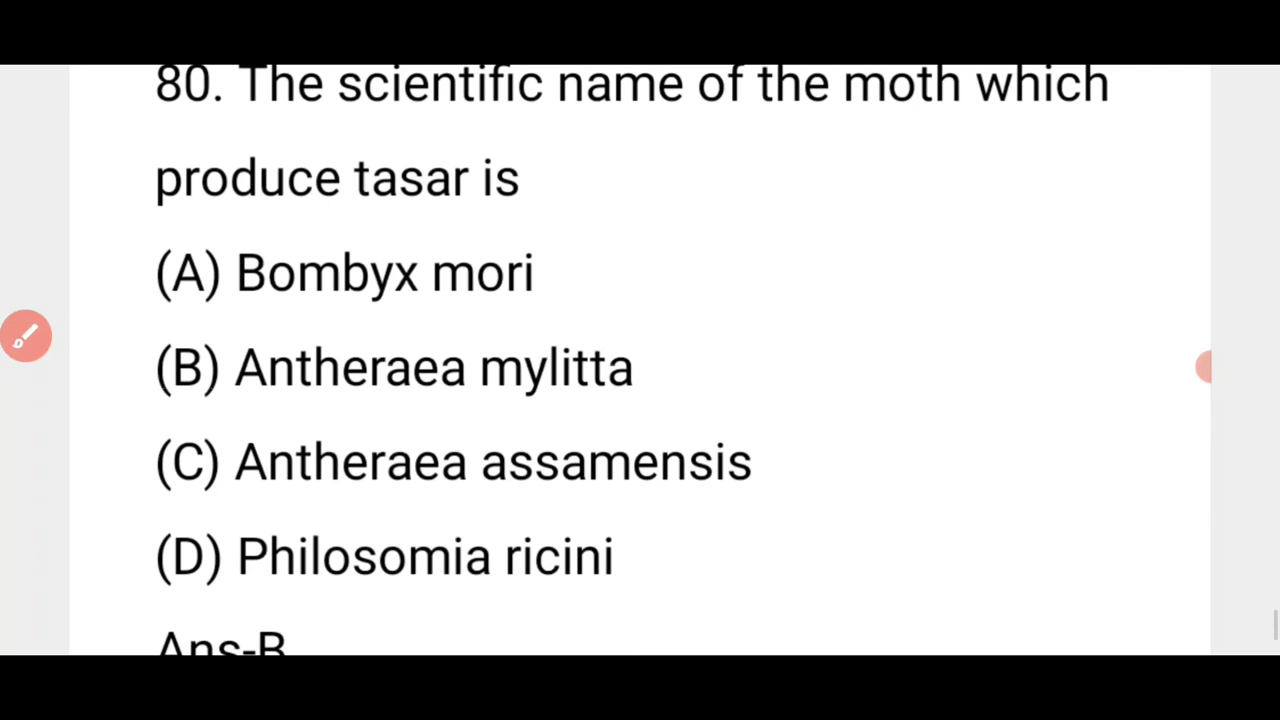 80. The scientific name of the moth which
produce tasar is
(A) Bombyx mori
(B) Antheraea mylitta
(C) Antheraea assamensis
(D) Philosomia ricini
Ans-B